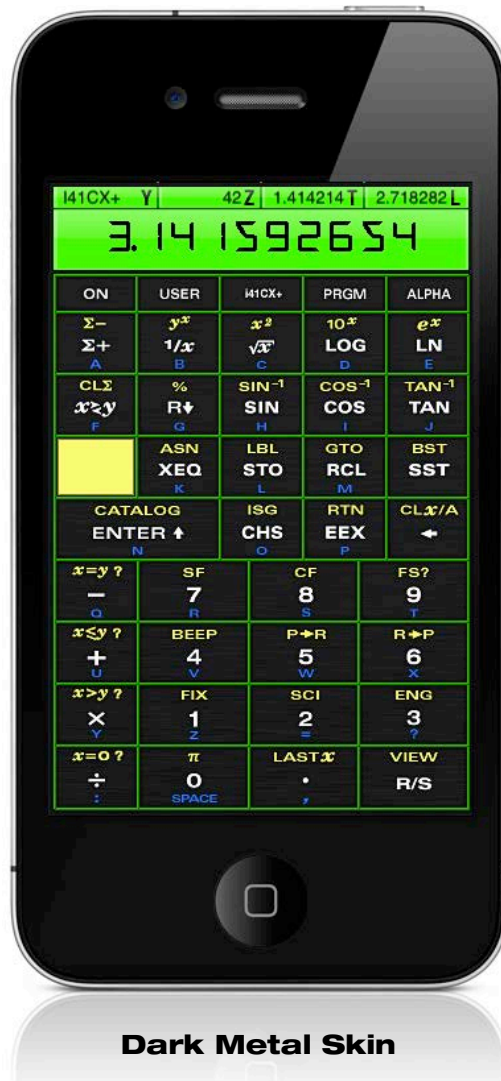 I41CX+ Y 42 Z 1.414214 T 2.718282 L
3.141592654
ON USER I41CX+ PRGM ALPHA
Σ− yˣ x² 10ˣ eˣ
Σ+ 1/x √x LOG LN
A B C D E
CLΣ % SIN⁻¹ COS⁻¹ TAN⁻¹
x≷y R↓ SIN COS TAN
F G H I J
ASN LBL GTO BST
XEQ STO RCL SST
K L M
CATALOG ISG RTN CLx/A
ENTER ↑ CHS EEX ←
N O P
x=y ? SF CF FS?
− 7 8 9
Q R S T
x≤y ? BEEP P→R R→P
+ 4 5 6
U V W X
x>y ? FIX SCI ENG
× 1 2 3
Y Z = ?
x=0 ? π LASTx VIEW
÷ 0 . R/S
: SPACE ,
Dark Metal Skin